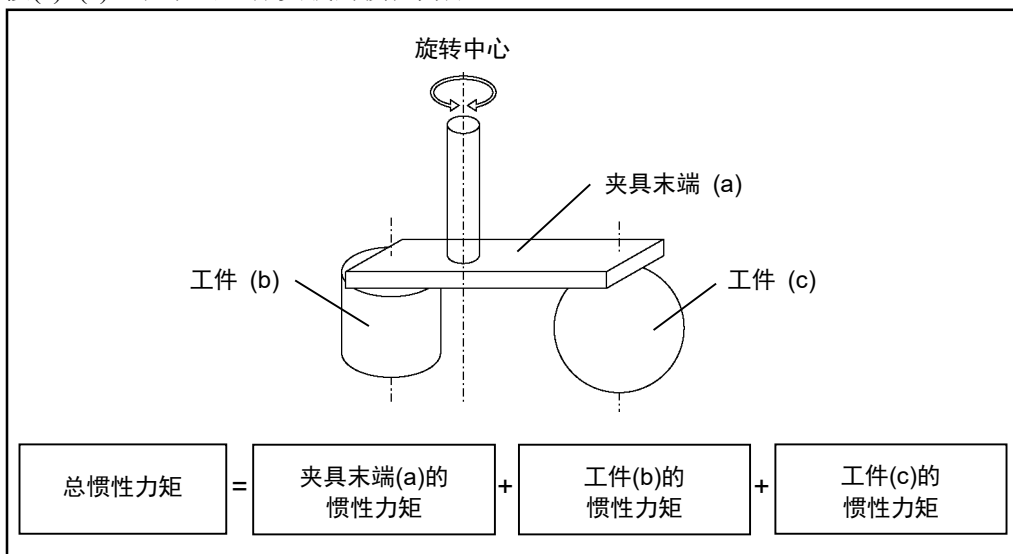 旋转中心
夹具末端 (a)
工件 (b)
工件 (c)
总惯性力矩
=
夹具末端(a)的
惯性力矩
+
工件(b)的
惯性力矩
+
工件(c)的
惯性力矩